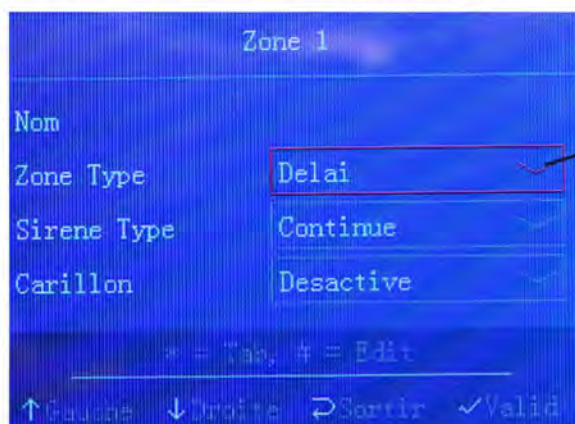 Zone 1
Nom
Zone Type Delai
Sirene Type Continue
Carillon Desactive
* = Tab, # = Edit
↑Gauche ↓Droite ⊃Sortir ✓Valid